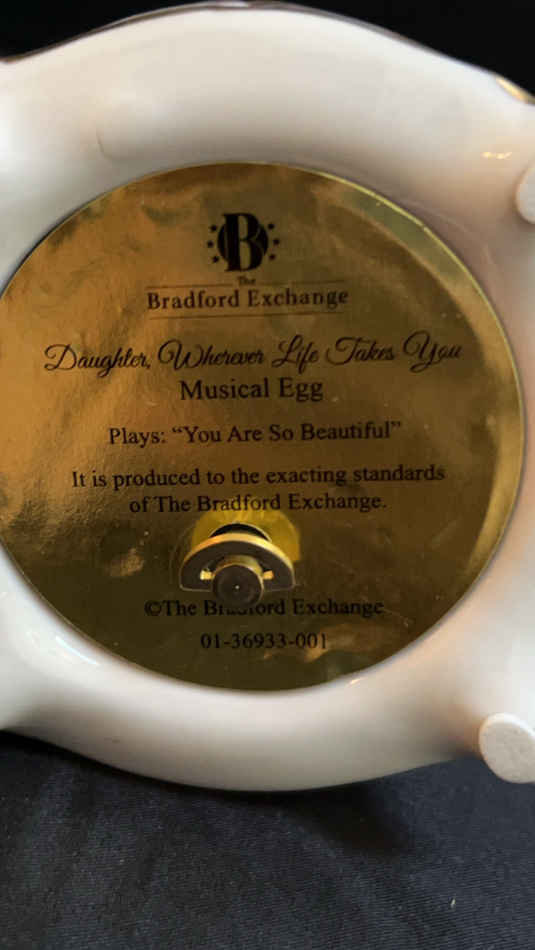 B
The
Bradford Exchange
Daughter, Wherever Life Takes You
Musical Egg
Plays: “You Are So Beautiful”
It is produced to the exacting standards
of The Bradford Exchange.
©The Bradford Exchange
01-36933-001